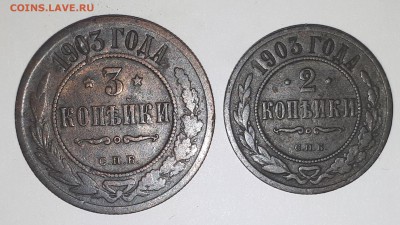 COINS.LAVE.RU
1903 ГОДА
3
КОПѢЙКИ
С.П.Б.
1903 ГОДА
2
КОПѢЙКИ
С.П.Б.